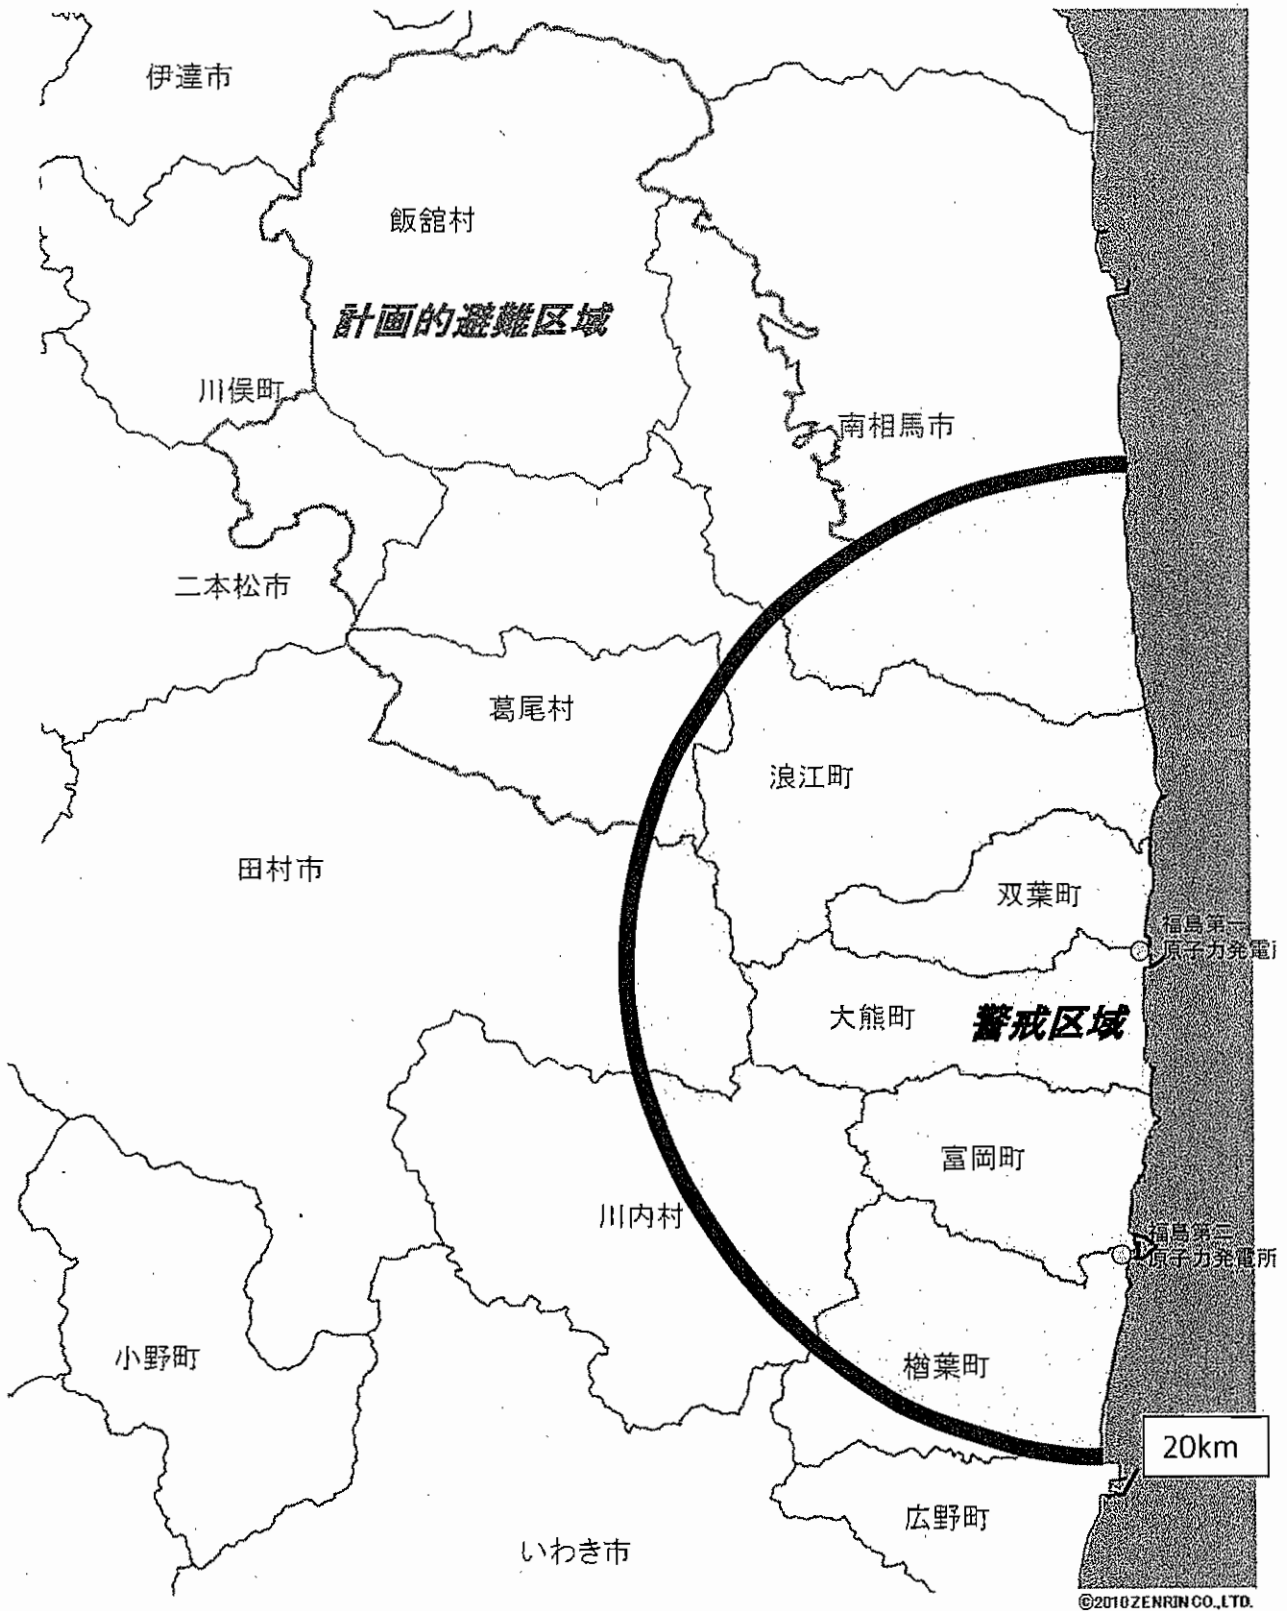 伊達市
飯舘村
計画的避難区域
川俣町
南相馬市
二本松市
葛尾村
浪江町
田村市
双葉町
福島第一
原子力発電
大熊町
警戒区域
富岡町
川内村
福島第二
原子力発電所
小野町
楢葉町
20km
広野町
いわき市
©2010ZENRIN CO.,LTD.